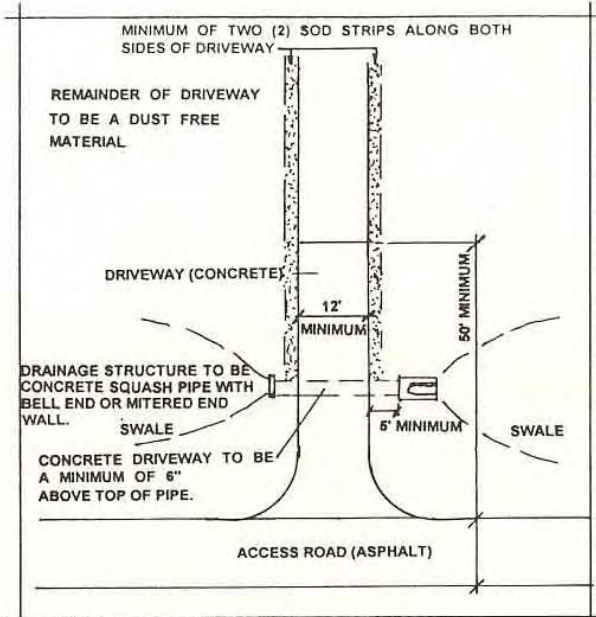 MINIMUM OF TWO (2) SOD STRIPS ALONG BOTH
SIDES OF DRIVEWAY
REMAINDER OF DRIVEWAY
TO BE A DUST FREE
MATERIAL
DRIVEWAY (CONCRETE)
12'
MINIMUM
50' MINIMUM
DRAINAGE STRUCTURE TO BE
CONCRETE SQUASH PIPE WITH
BELL END OR MITERED END
WALL.
SWALE
5' MINIMUM
SWALE
CONCRETE DRIVEWAY TO BE
A MINIMUM OF 6"
ABOVE TOP OF PIPE.
ACCESS ROAD (ASPHALT)